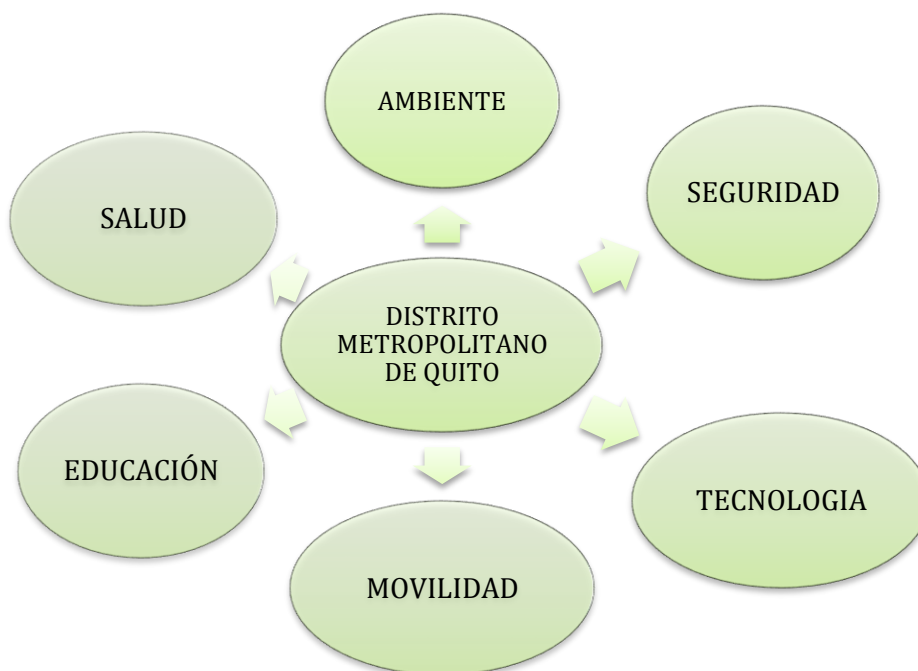 AMBIENTE
SEGURIDAD
SALUD
DISTRITO
METROPOLITANO
DE QUITO
EDUCACIÓN
TECNOLOGIA
MOVILIDAD